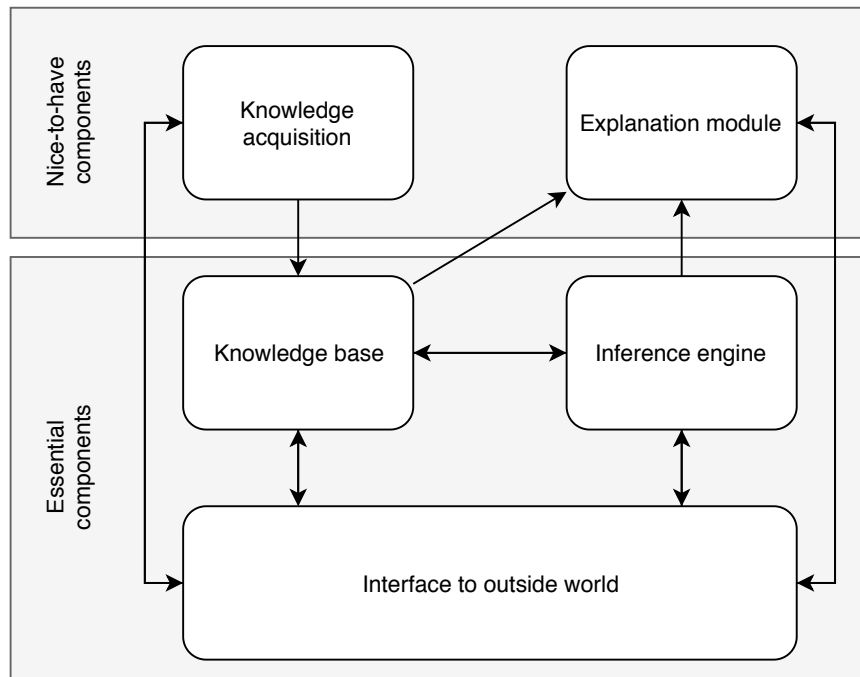 Nice-to-have
components
Knowledge
acquisition
Explanation module
Essential
components
Knowledge base
Inference engine
Interface to outside world